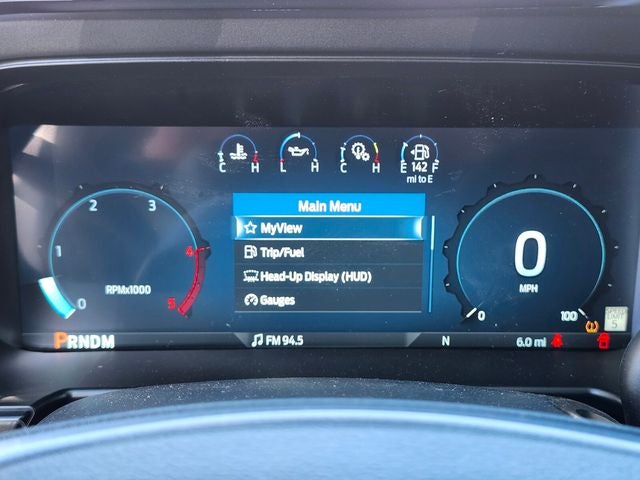 C H
L H
C H
E 142 F
mi to E
Main Menu
MyView
Trip/Fuel
Head-Up Display (HUD)
Gauges
0 1 2 3 4 5
RPMx1000
0
MPH
0 100
5
PRNDM
FM 94.5
N
6.0 mi